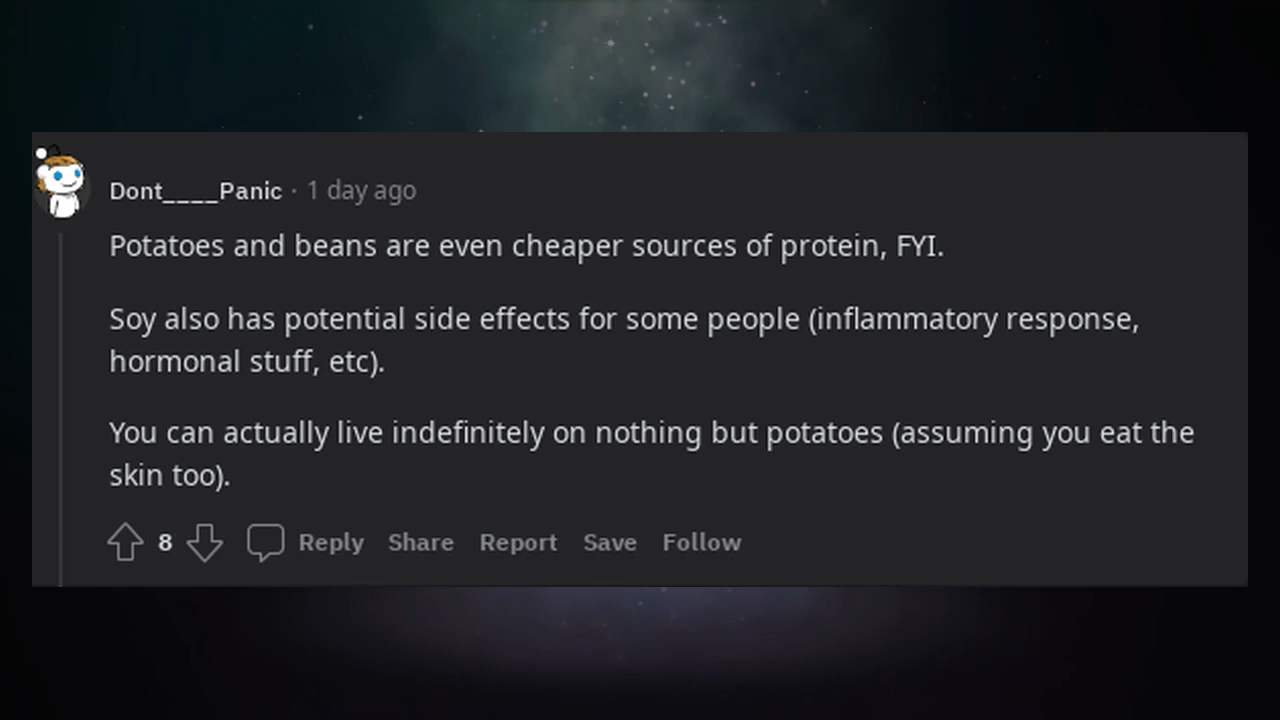 Dont____Panic · 1 day ago
Potatoes and beans are even cheaper sources of protein, FYI.
Soy also has potential side effects for some people (inflammatory response,
hormonal stuff, etc).
You can actually live indefinitely on nothing but potatoes (assuming you eat the
skin too).
8 Reply Share Report Save Follow